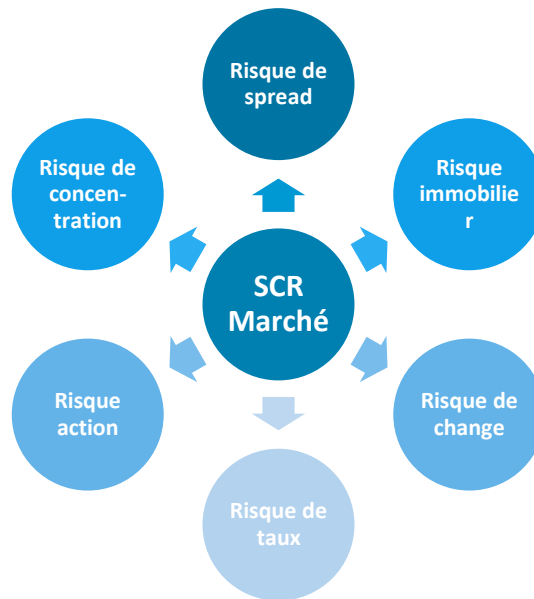 Risque de
spread
Risque de
concen-
tration
Risque
immobilie
r
SCR
Marché
Risque
action
Risque de
change
Risque de
taux